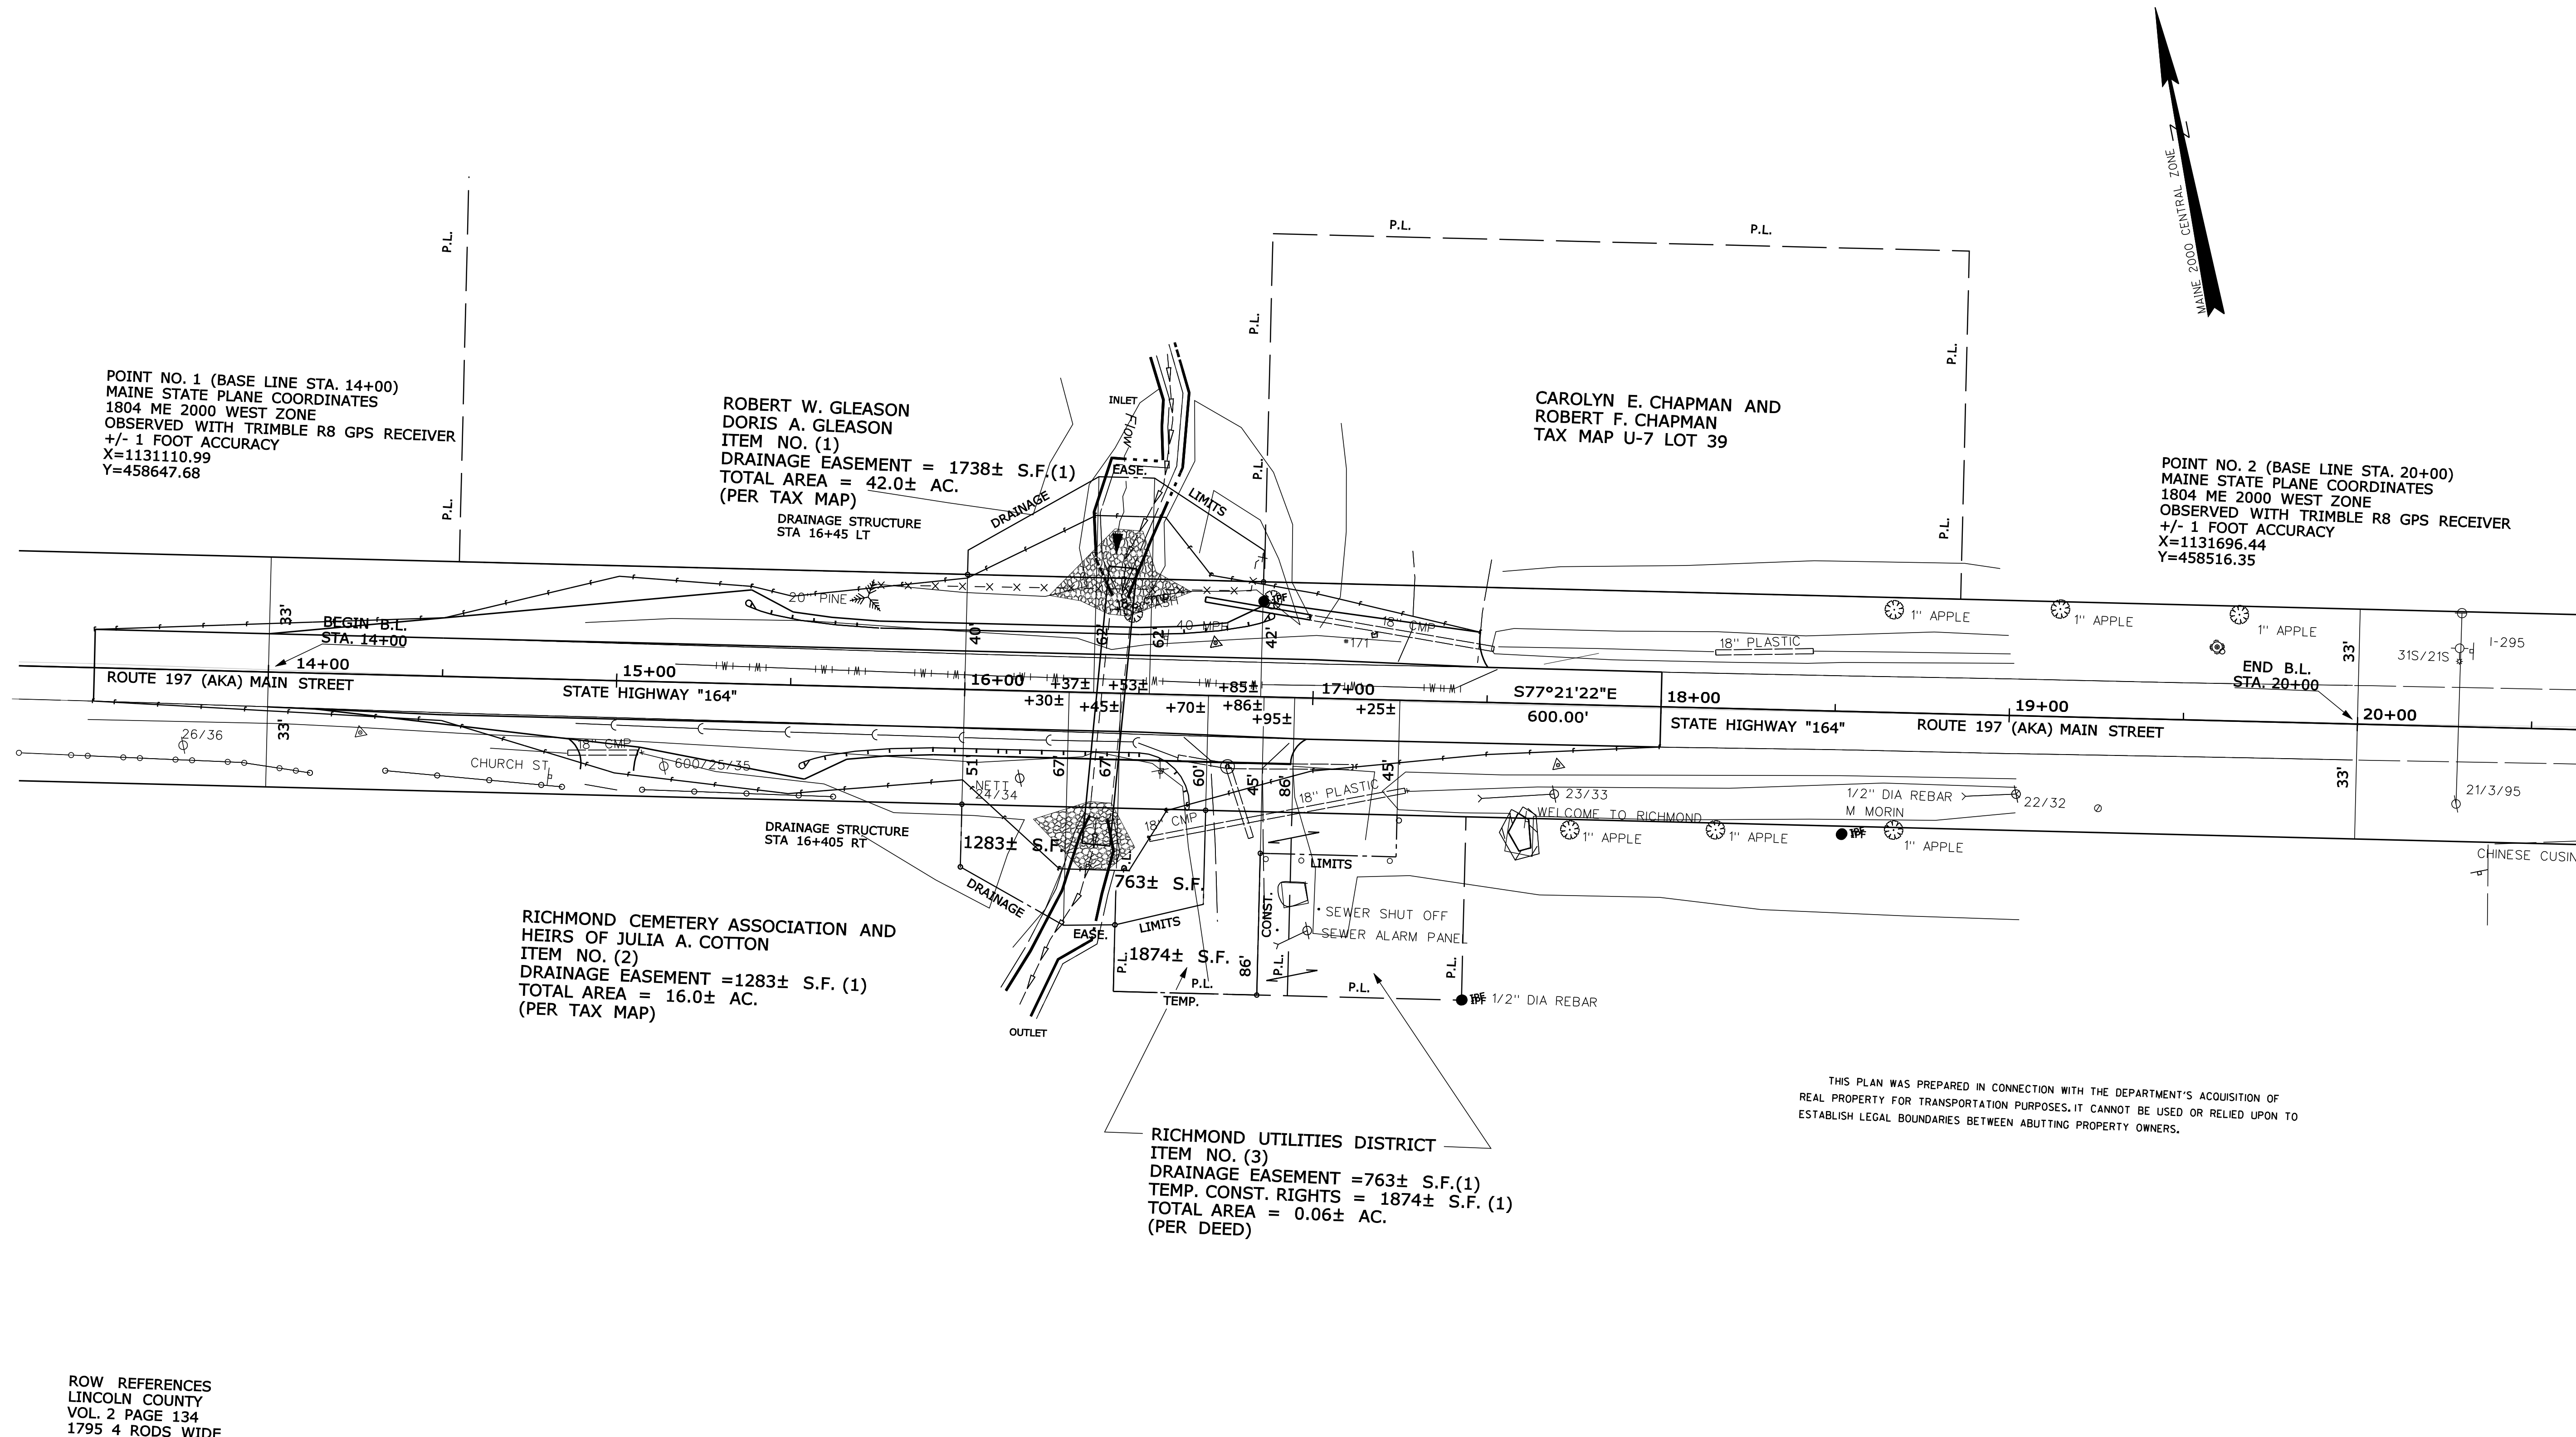 MAINE 2000 CENTRAL ZONE
P.L.
P.L.
P.L.
P.L.
P.L.
P.L.
P.L.
P.L.
POINT NO. 1 (BASE LINE STA. 14+00)
MAINE STATE PLANE COORDINATES
1804 ME 2000 WEST ZONE
OBSERVED WITH TRIMBLE R8 GPS RECEIVER
+/- 1 FOOT ACCURACY
X=1131110.99
Y=458647.68
ROBERT W. GLEASON
DORIS A. GLEASON
ITEM NO. (1)
DRAINAGE EASEMENT = 1738± S.F.(1)
TOTAL AREA = 42.0± AC.
(PER TAX MAP)
DRAINAGE STRUCTURE
STA 16+45 LT
INLET
FLOW
EASE.
DRAINAGE
LIMITS
CAROLYN E. CHAPMAN AND
ROBERT F. CHAPMAN
TAX MAP U-7 LOT 39
POINT NO. 2 (BASE LINE STA. 20+00)
MAINE STATE PLANE COORDINATES
1804 ME 2000 WEST ZONE
OBSERVED WITH TRIMBLE R8 GPS RECEIVER
+/- 1 FOOT ACCURACY
X=1131696.44
Y=458516.35
33'
BEGIN B.L.
STA. 14+00
20" PINE
40'
62'
62'
42'
40 MPH
IPF
18" CMP
*171
18" PLASTIC
1" APPLE
1" APPLE
1" APPLE
33'
31S/21S
I-295
END B.L.
STA. 20+00
14+00
15+00
16+00
+37±
+53±
+85±
17+00
S77°21'22"E
18+00
19+00
20+00
ROUTE 197 (AKA) MAIN STREET
STATE HIGHWAY "164"
+30±
+45±
+70±
+86±
+95±
+25±
600.00'
STATE HIGHWAY "164"
ROUTE 197 (AKA) MAIN STREET
33'
26/36
18" CMP
CHURCH ST
600/25/35
51'
NETT
24/34
67'
67'
60'
45'
86'
45'
18" PLASTIC
18" CMP
23/33
WELCOME TO RICHMOND
1" APPLE
1" APPLE
1/2" DIA REBAR
M MORIN
IPF
1" APPLE
22/32
33'
21/3/95
CHINESE CUSIN
DRAINAGE STRUCTURE
STA 16+405 RT
1283± S.F.
P.L.
763± S.F.
DRAINAGE
EASE.
LIMITS
LIMITS
CONST.
SEWER SHUT OFF
SEWER ALARM PANEL
1874± S.F.
P.L.
86'
P.L.
P.L.
P.L.
P.L.
TEMP.
IPF 1/2" DIA REBAR
OUTLET
RICHMOND CEMETERY ASSOCIATION AND
HEIRS OF JULIA A. COTTON
ITEM NO. (2)
DRAINAGE EASEMENT =1283± S.F. (1)
TOTAL AREA = 16.0± AC.
(PER TAX MAP)
RICHMOND UTILITIES DISTRICT
ITEM NO. (3)
DRAINAGE EASEMENT =763± S.F.(1)
TEMP. CONST. RIGHTS = 1874± S.F. (1)
TOTAL AREA = 0.06± AC.
(PER DEED)
THIS PLAN WAS PREPARED IN CONNECTION WITH THE DEPARTMENT'S ACQUISITION OF
REAL PROPERTY FOR TRANSPORTATION PURPOSES. IT CANNOT BE USED OR RELIED UPON TO
ESTABLISH LEGAL BOUNDARIES BETWEEN ABUTTING PROPERTY OWNERS.
ROW REFERENCES
LINCOLN COUNTY
VOL. 2 PAGE 134
1795 4 RODS WIDE